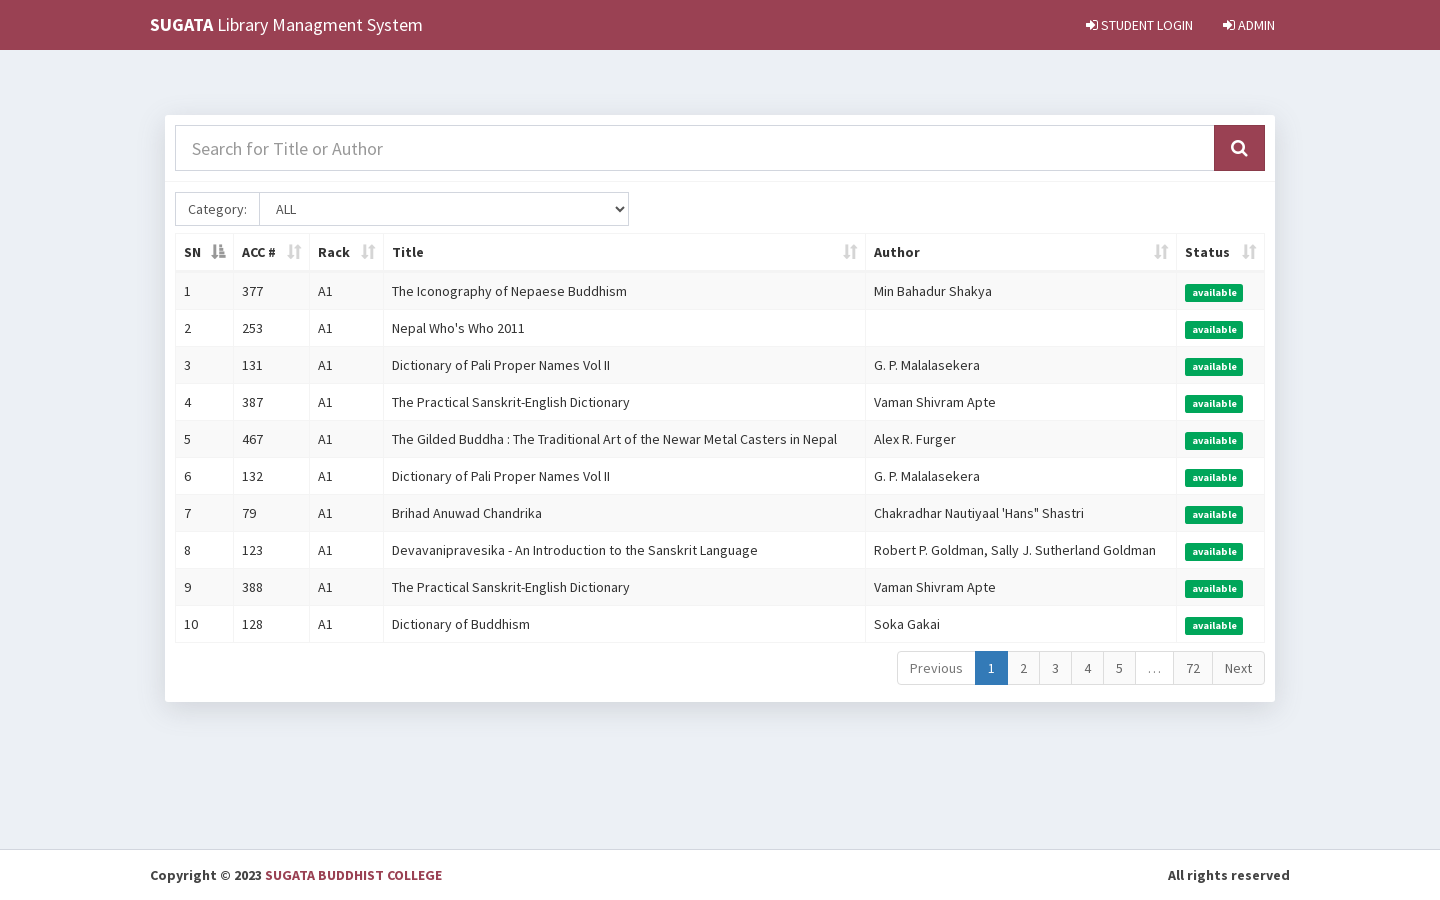 SUGATA Library Managment System STUDENT LOGIN ADMIN
Search for Title or Author
Category: ALL
SN ACC # Rack Title Author Status
1 377 A1 The Iconography of Nepaese Buddhism Min Bahadur Shakya available
2 253 A1 Nepal Who's Who 2011 available
3 131 A1 Dictionary of Pali Proper Names Vol II G. P. Malalasekera available
4 387 A1 The Practical Sanskrit-English Dictionary Vaman Shivram Apte available
5 467 A1 The Gilded Buddha : The Traditional Art of the Newar Metal Casters in Nepal Alex R. Furger available
6 132 A1 Dictionary of Pali Proper Names Vol II G. P. Malalasekera available
7 79 A1 Brihad Anuwad Chandrika Chakradhar Nautiyaal 'Hans" Shastri available
8 123 A1 Devavanipravesika - An Introduction to the Sanskrit Language Robert P. Goldman, Sally J. Sutherland Goldman available
9 388 A1 The Practical Sanskrit-English Dictionary Vaman Shivram Apte available
10 128 A1 Dictionary of Buddhism Soka Gakai available
Previous 1 2 3 4 5 … 72 Next
Copyright © 2023 SUGATA BUDDHIST COLLEGE All rights reserved